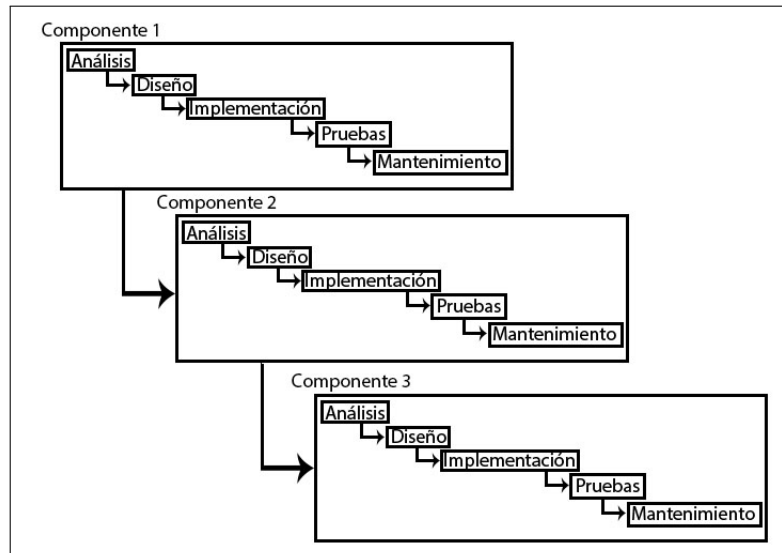 Componente 1
Análisis
Diseño
Implementación
Pruebas
Mantenimiento
Componente 2
Análisis
Diseño
Implementación
Pruebas
Mantenimiento
Componente 3
Análisis
Diseño
Implementación
Pruebas
Mantenimiento